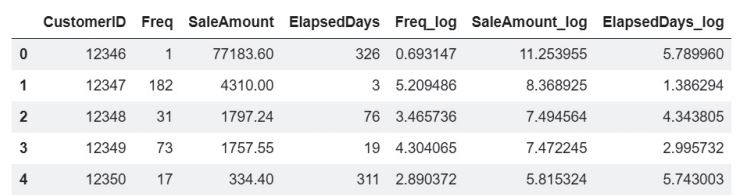 CustomerID Freq SaleAmount ElapsedDays Freq_log SaleAmount_log ElapsedDays_log
0 12346 1 77183.60 326 0.693147 11.253955 5.789960
1 12347 182 4310.00 3 5.209486 8.368925 1.386294
2 12348 31 1797.24 76 3.465736 7.494564 4.343805
3 12349 73 1757.55 19 4.304065 7.472245 2.995732
4 12350 17 334.40 311 2.890372 5.815324 5.743003